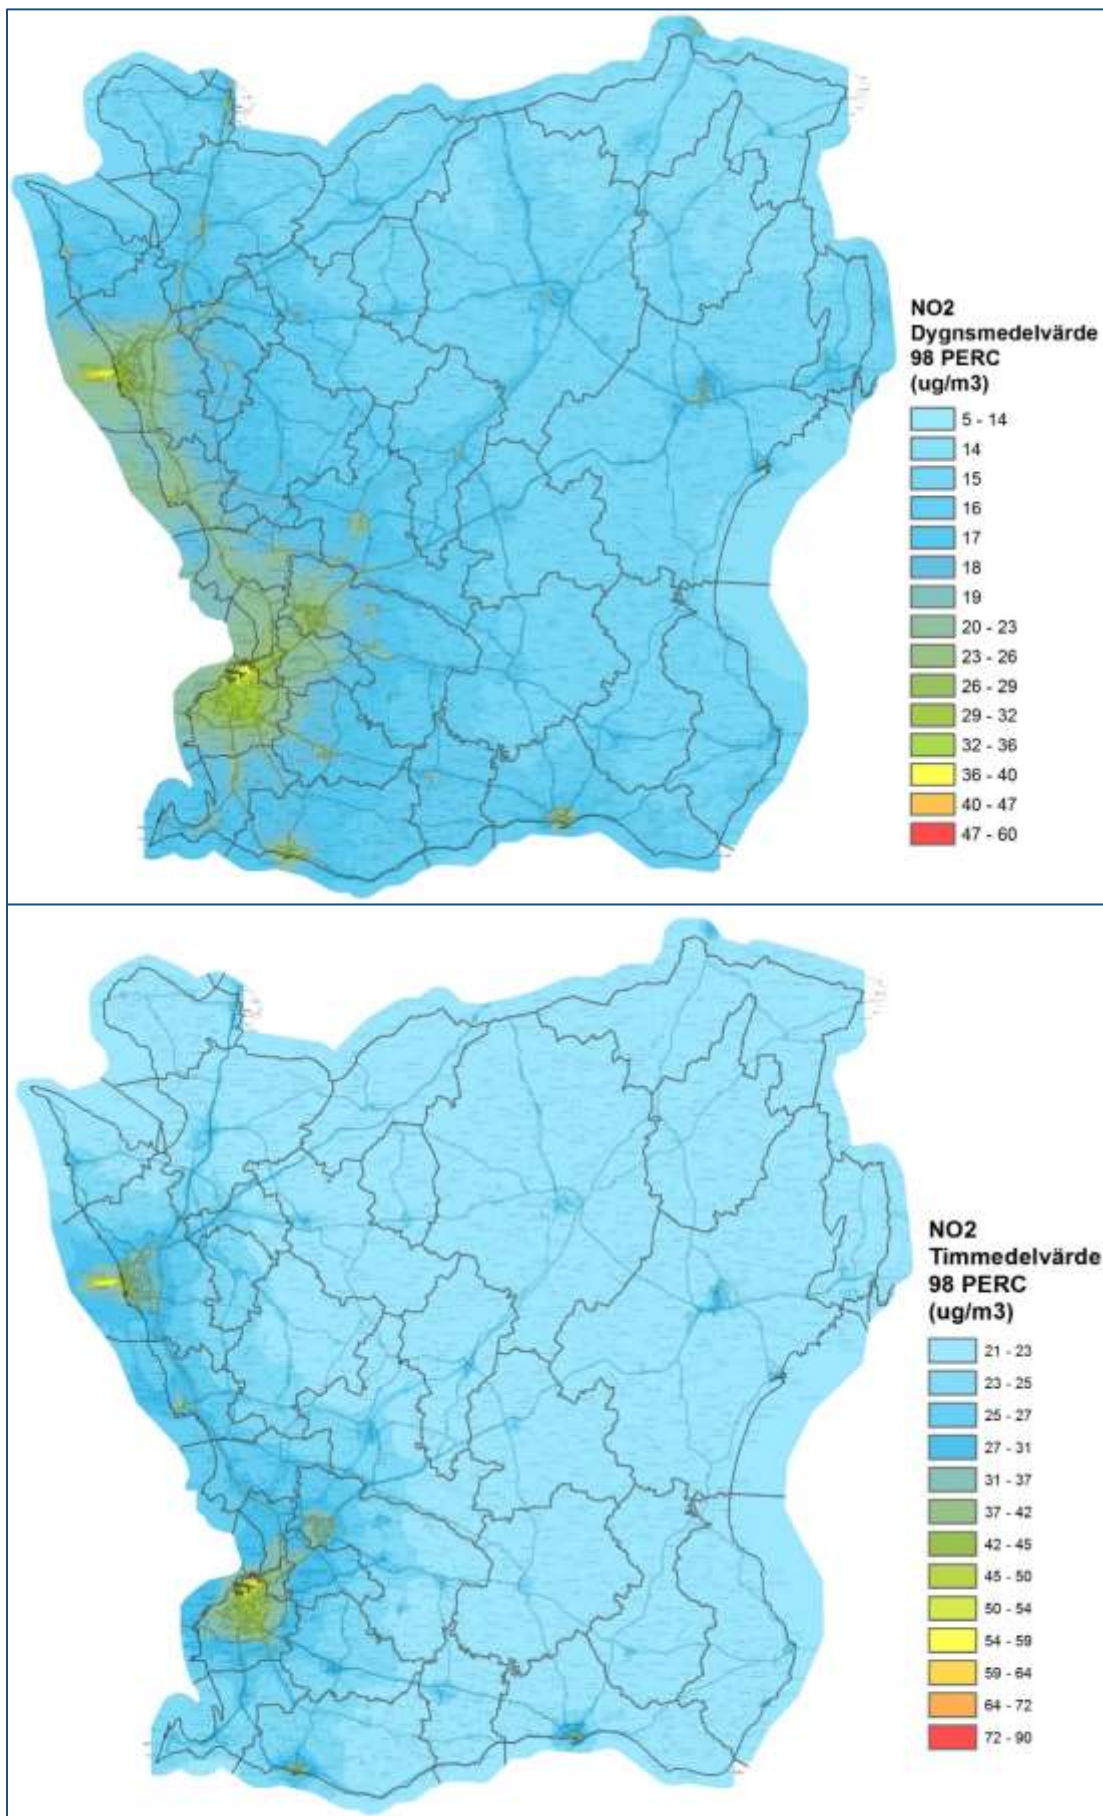 NO2
Dygnsmedelvärde
98 PERC
(ug/m3)
5 - 14
14
15
16
17
18
19
20 - 23
23 - 26
26 - 29
29 - 32
32 - 36
36 - 40
40 - 47
47 - 60
NO2
Timmedelvärde
98 PERC
(ug/m3)
21 - 23
23 - 25
25 - 27
27 - 31
31 - 37
37 - 42
42 - 45
45 - 50
50 - 54
54 - 59
59 - 64
64 - 72
72 - 90